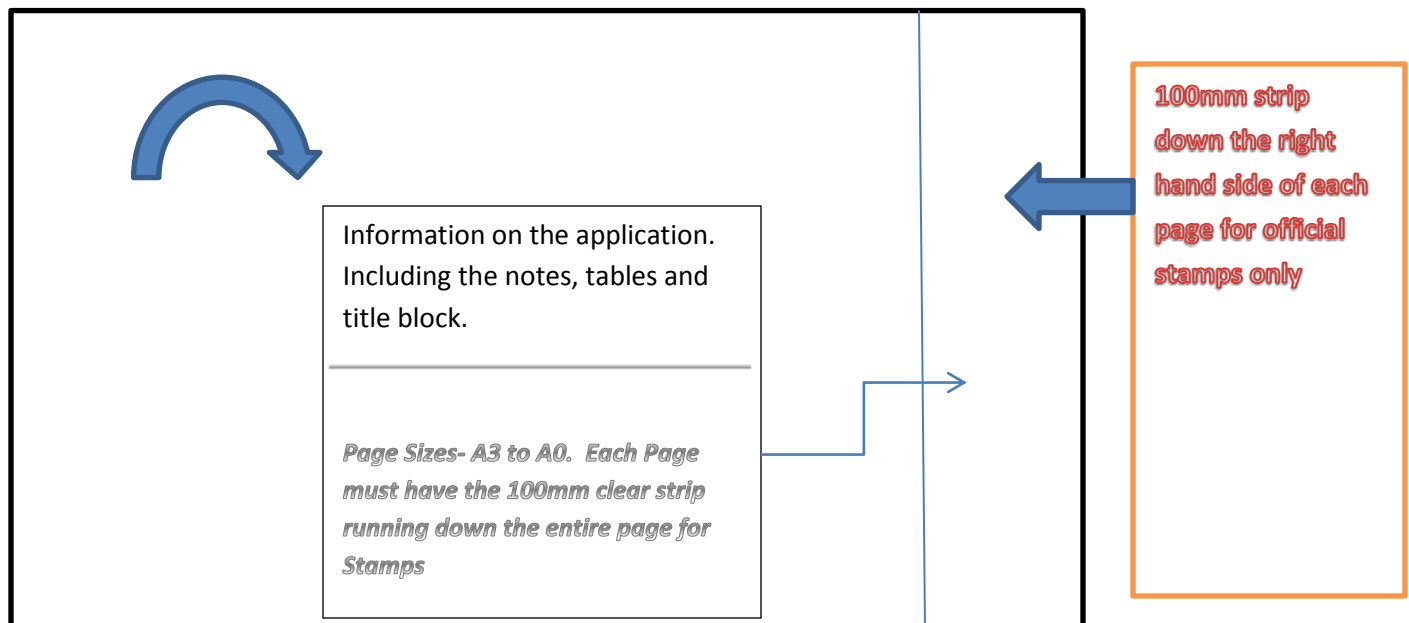 Information on the application.
Including the notes, tables and
title block.
Page Sizes- A3 to A0.  Each Page
must have the 100mm clear strip
running down the entire page for
Stamps
100mm strip
down the right
hand side of each
page for official
stamps only